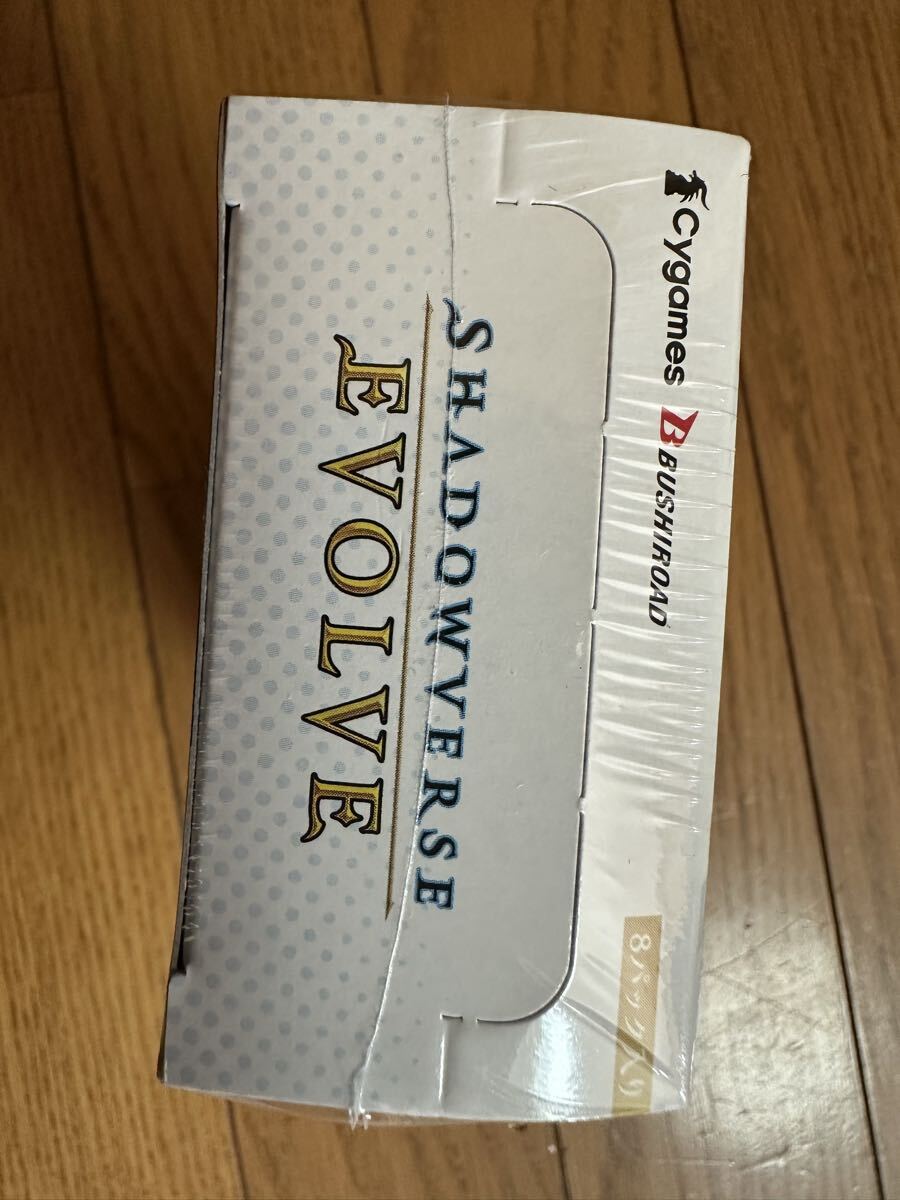 Cygames BUSHIROAD
SHADOWVERSE
EVOLVE
8パック入り